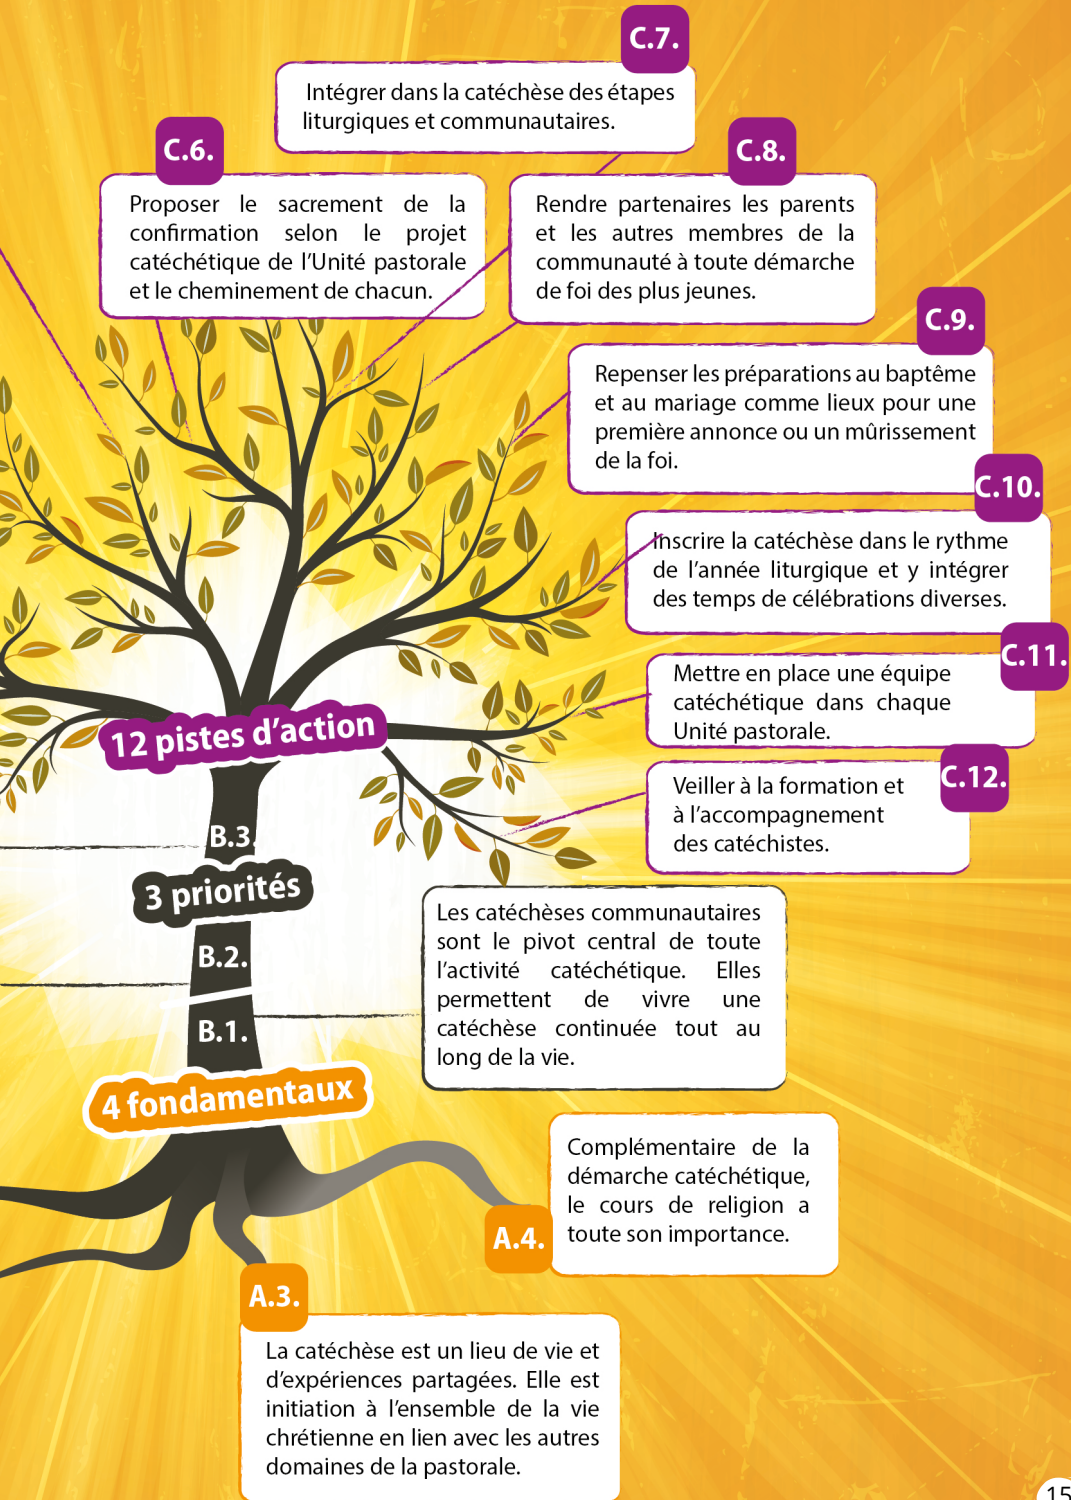 C.7.
Intégrer dans la catéchèse des étapes
liturgiques et communautaires.
C.6.
Proposer le sacrement de la
confirmation selon le projet
catéchétique de l'Unité pastorale
et le cheminement de chacun.
C.8.
Rendre partenaires les parents
et les autres membres de la
communauté à toute démarche
de foi des plus jeunes.
C.9.
Repenser les préparations au baptême
et au mariage comme lieux pour une
première annonce ou un mûrissement
de la foi.
C.10.
Inscrire la catéchèse dans le rythme
de l'année liturgique et y intégrer
des temps de célébrations diverses.
C.11.
Mettre en place une équipe
catéchétique dans chaque
Unité pastorale.
12 pistes d'action
C.12.
Veiller à la formation et
à l'accompagnement
des catéchistes.
B.3.
3 priorités
B.2.
B.1.
Les catéchèses communautaires
sont le pivot central de toute
l'activité catéchétique. Elles
permettent de vivre une
catéchèse continuée tout au
long de la vie.
4 fondamentaux
A.4.
Complémentaire de la
démarche catéchétique,
le cours de religion a
toute son importance.
A.3.
La catéchèse est un lieu de vie et
d'expériences partagées. Elle est
initiation à l'ensemble de la vie
chrétienne en lien avec les autres
domaines de la pastorale.
15